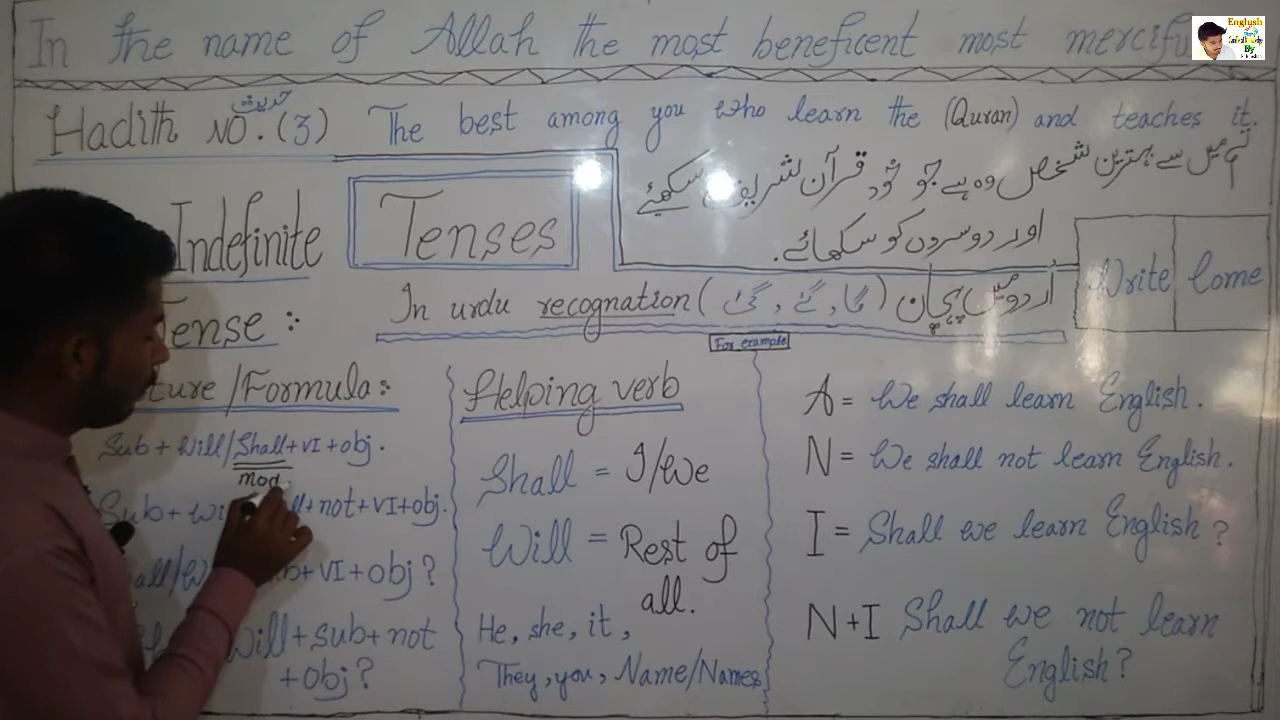 In the name of Allah the most beneficent most mercifu
Englush
By
Hadith NO. (3) حدیث The best among you who learn the (Quran) and teaches it.
تم میں سے بہترین شخص وہ ہے جو خود قرآن شریف سکھیئے
اور دوسروں کو سکھائے.
Indefinite
Tenses
Write Come
ense :-
In urdu recognation (گا, گے, گی) اردو میں پہچان
For example
ture/Formula:-
Sub + Will/Shall + VI + obj.
mod
Sub + wi ll + not + VI + obj.
all/W b + VI + obj?
Will + sub + not
+ obj?
Helping verb
Shall = I/We
Will = Rest of
all.
He, she, it,
They, you, Name/Names
A = We shall learn English.
N = We shall not learn English.
I = Shall we learn English?
N+I Shall we not learn
English?